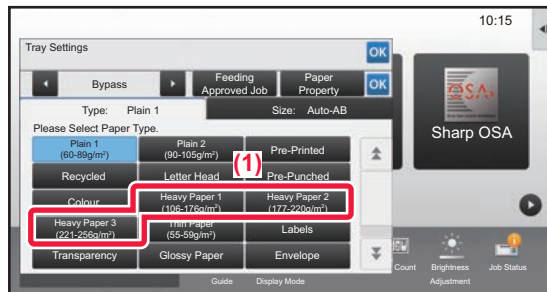 10:15
Tray Settings
OK
Bypass
Feeding
Approved Job
Paper
Property
OK
Type: Plain 1
Size: Auto-AB
Please Select Paper Type.
Plain 1
(60-89g/m²)
Plain 2
(90-105g/m²)
Pre-Printed
Recycled
Letter Head
Pre-Punched
(1)
Colour
Heavy Paper 1
(106-176g/m²)
Heavy Paper 2
(177-220g/m²)
Heavy Paper 3
(221-256g/m²)
Thin Paper
(55-59g/m²)
Labels
Transparency
Glossy Paper
Envelope
Sharp OSA
Count
Brightness
Adjustment
Job Status
Guide
Display Mode